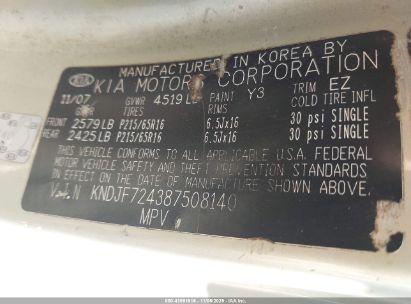 MANUFACTURED IN KOREA BY
KIA KIA MOTORS CORPORATION
11/07 GVWR 4519LB PAINT Y3 TRIM EZ
GAWR TIRES RIMS COLD TIRE INFL
FRONT 2579LB P215/65R16 6.5Jx16 30 psi SINGLE
REAR 2425LB P215/65R16 6.5Jx16 30 psi SINGLE
THIS VEHICLE CONFORMS TO ALL APPLICABLE U.S.A. FEDERAL
MOTOR VEHICLE SAFETY AND THEFT PREVENTION STANDARDS
IN EFFECT ON THE DATE OF MANUFACTURE SHOWN ABOVE.
V.I.N KNDJF724387508140
MPV